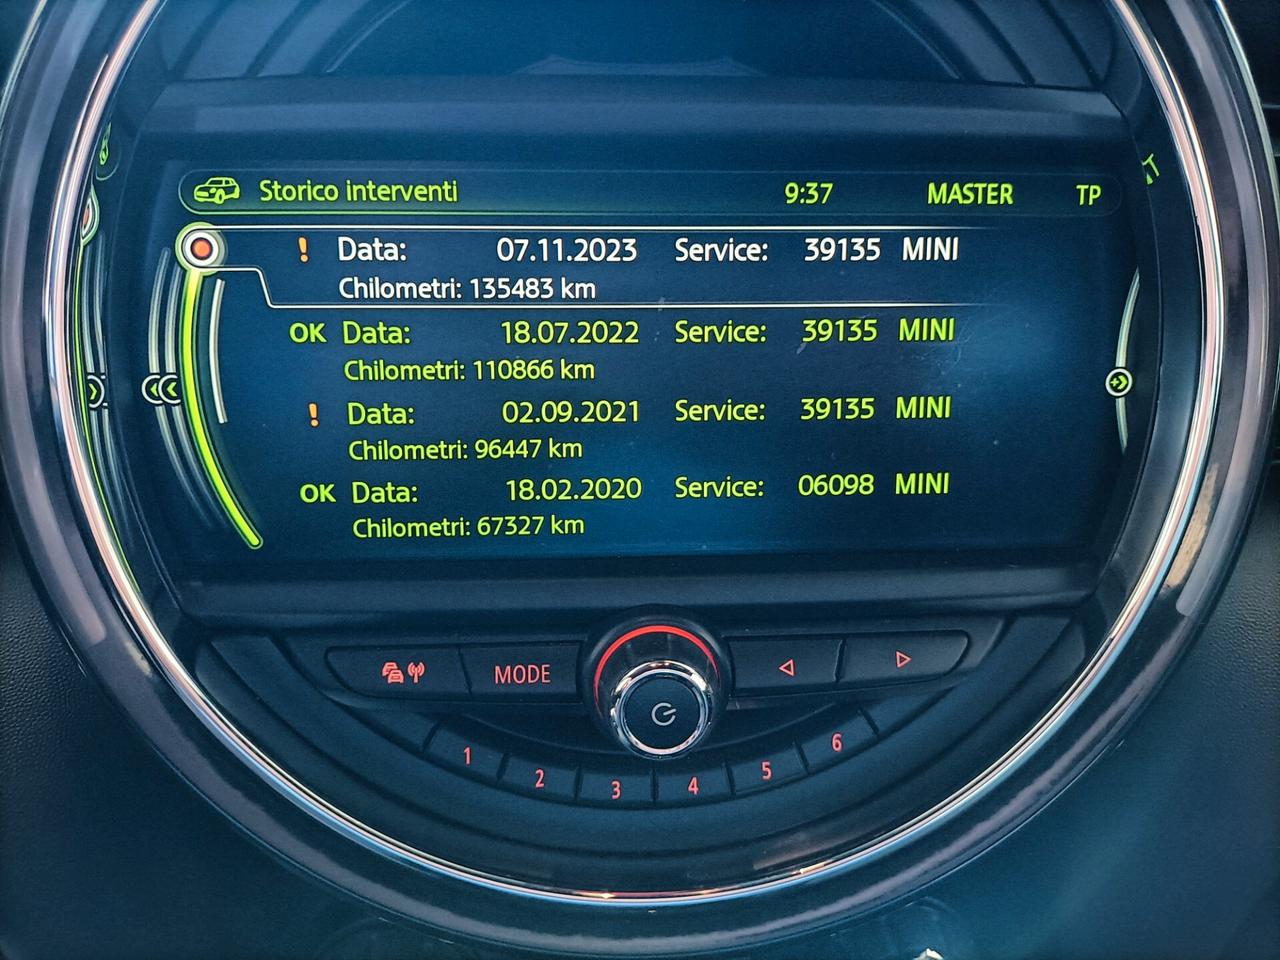 Storico interventi 9:37 MASTER TP
! Data: 07.11.2023 Service: 39135 MINI
Chilometri: 135483 km
OK Data: 18.07.2022 Service: 39135 MINI
Chilometri: 110866 km
! Data: 02.09.2021 Service: 39135 MINI
Chilometri: 96447 km
OK Data: 18.02.2020 Service: 06098 MINI
Chilometri: 67327 km
MODE
1 2 3 4 5 6